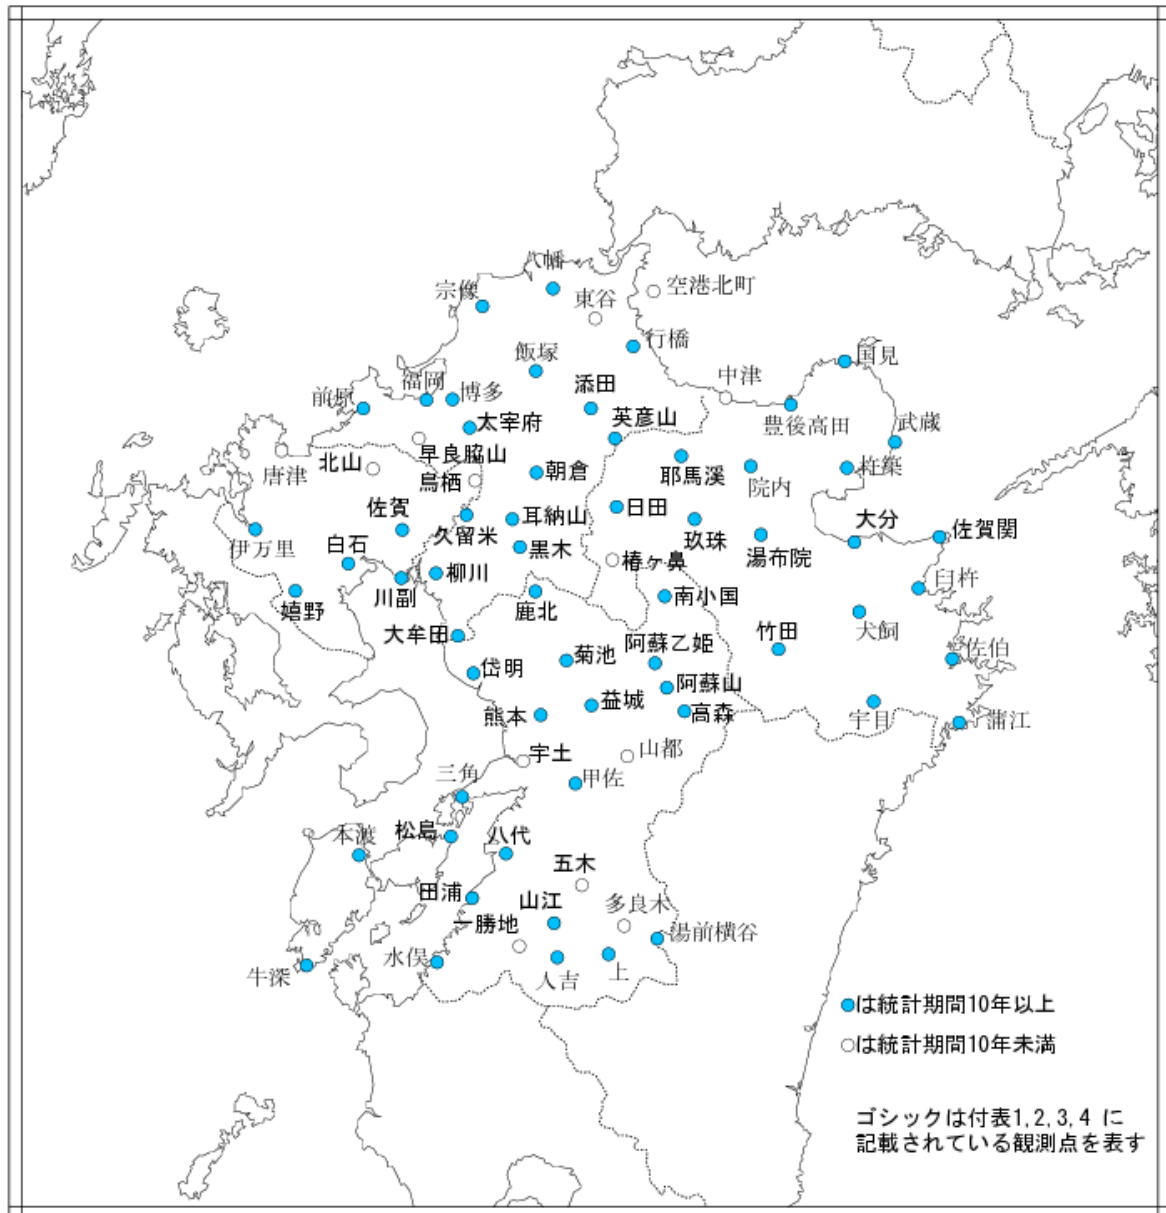 八幡
宗像
東谷
空港北町
行橋
飯塚
国見
福岡
博多
添田
中津
前原
豊後高田
太宰府
英彦山
武蔵
早良脇山
唐津
北山
朝倉
耶馬溪
院内
杵築
鳥栖
佐賀
久留米
耳納山
日田
玖珠
大分
佐賀関
伊万里
白石
黒木
湯布院
柳川
椿ヶ鼻
臼杵
嬉野
川副
鹿北
南小国
大牟田
犬飼
岱明
菊池
阿蘇乙姫
竹田
佐伯
阿蘇山
熊本
益城
高森
宇目
蒲江
宇土
山都
三角
甲佐
本渡
松島
八代
五木
田浦
山江
多良木
一勝地
湯前横谷
牛深
水俣
人吉
上
は統計期間10年以上
は統計期間10年未満
ゴシックは付表1,2,3,4 に
記載されている観測点を表す